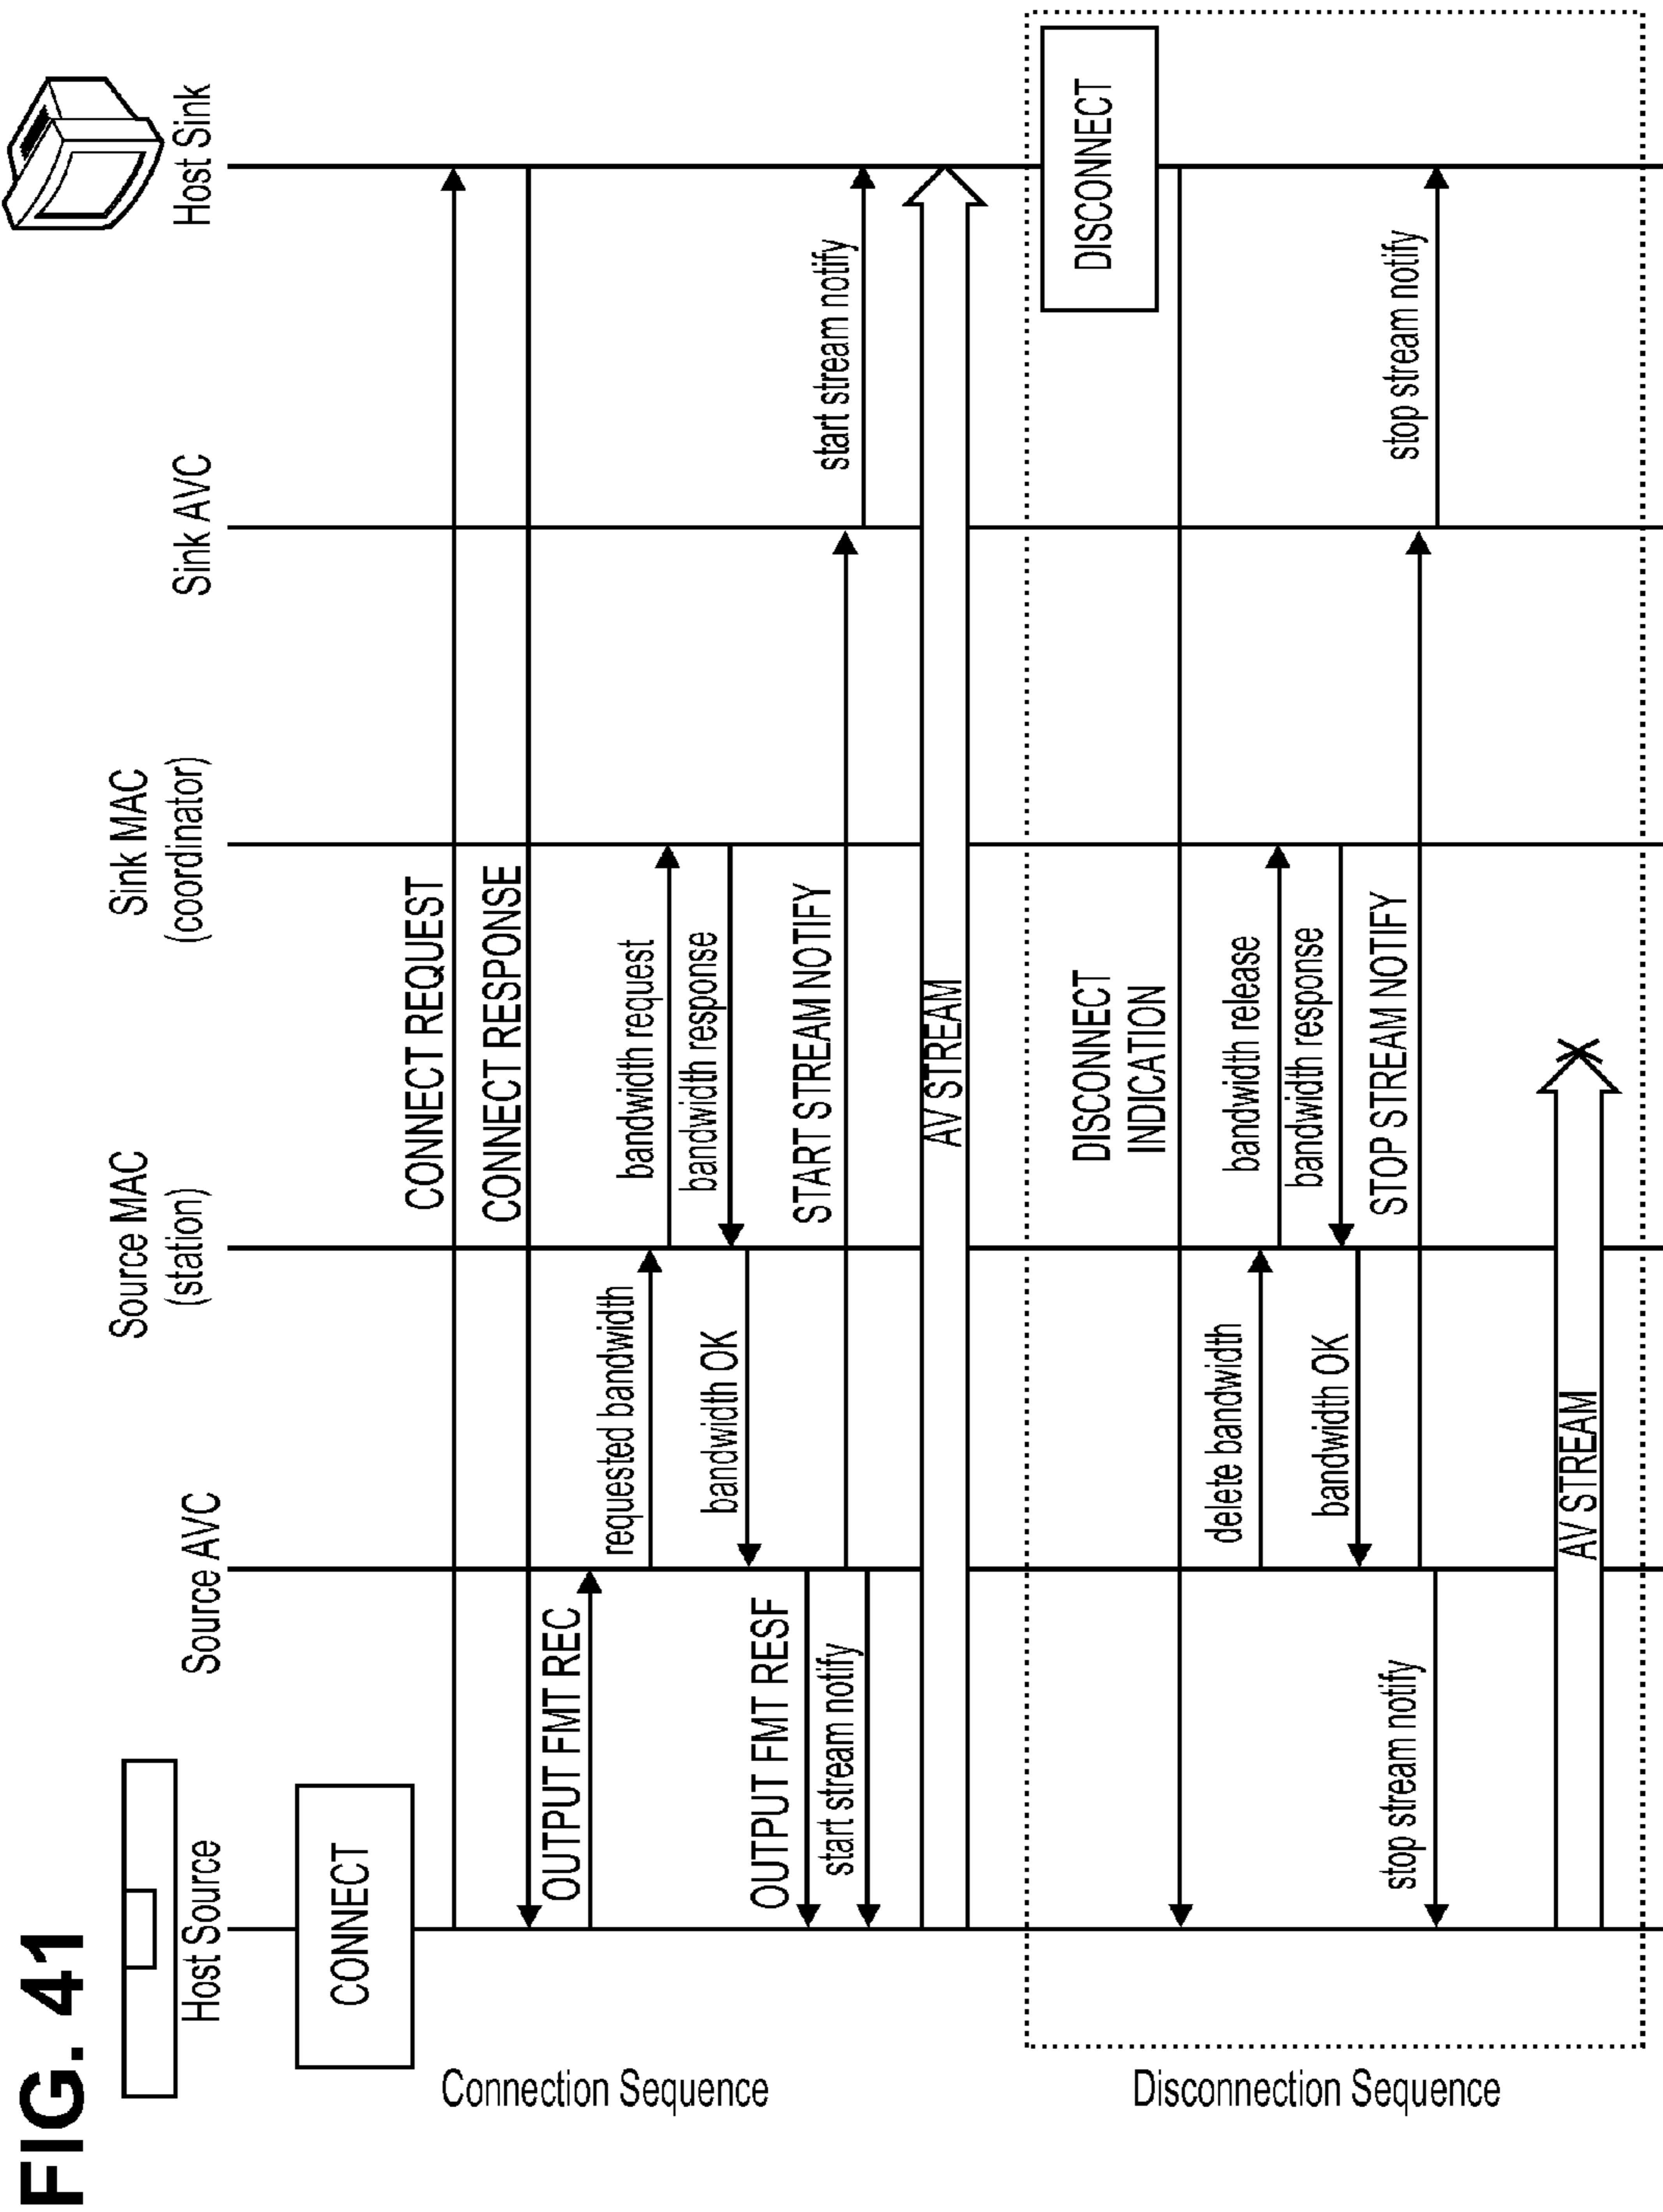 FIG. 41
Host Source
Source AVC
Source MAC
(station)
Sink MAC
(coordinator)
Sink AVC
Host Sink
CONNECT
Connection Sequence
CONNECT REQUEST
CONNECT RESPONSE
OUTPUT FMT REC
requested bandwidth
bandwidth request
bandwidth response
bandwidth OK
OUTPUT FMT RESF
START STREAM NOTIFY
start stream notify
start stream notify
AV STREAM
Disconnection Sequence
DISCONNECT
DISCONNECT
INDICATION
delete bandwidth
bandwidth release
bandwidth response
bandwidth OK
STOP STREAM NOTIFY
stop stream notify
stop stream notify
AV STREAM